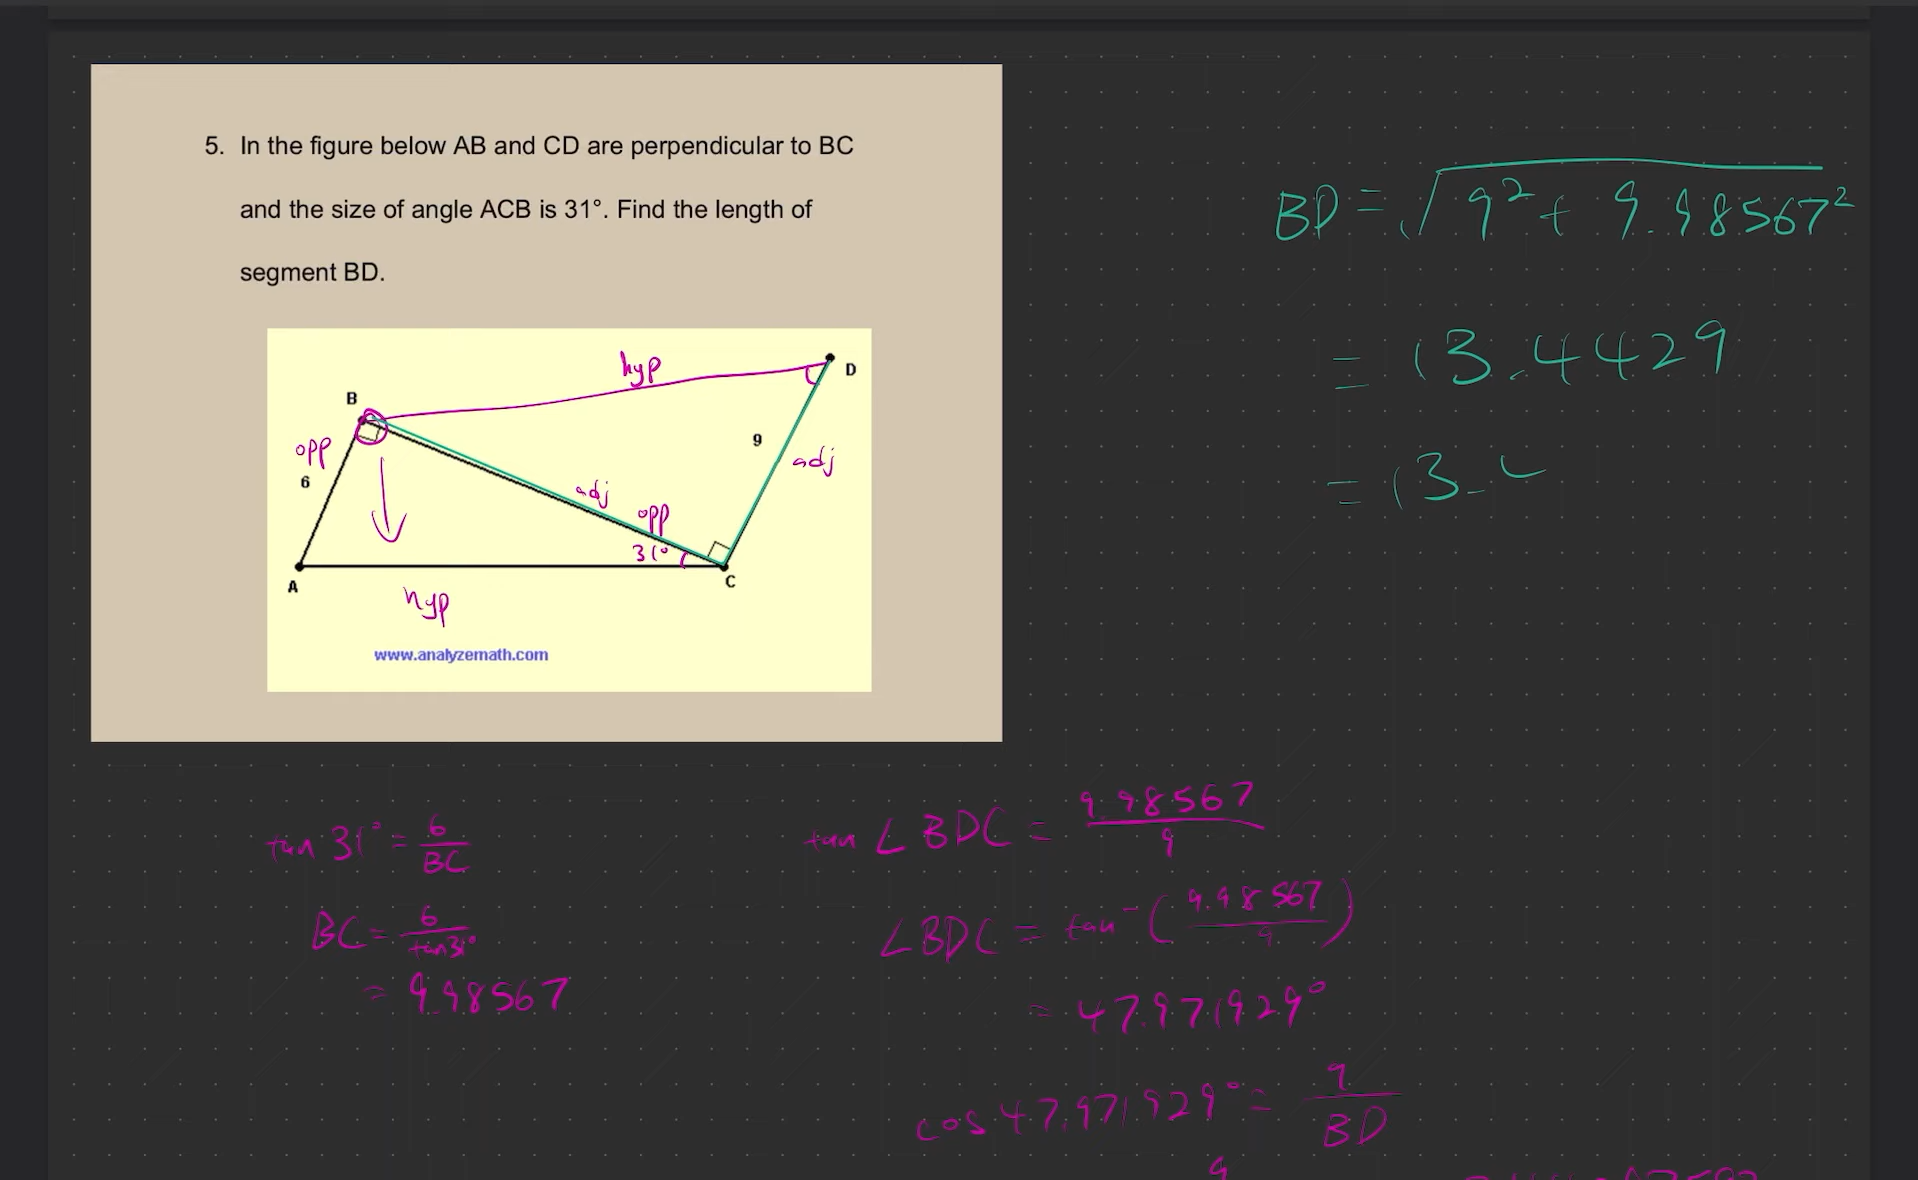 5. In the figure below AB and CD are perpendicular to BC
and the size of angle ACB is 31°. Find the length of
segment BD.
hyp
D
B
opp
6
9
adj
adj
opp
31°
A
C
hyp
www.analyzemath.com
BD = √9² + 9.98567²
= 13.4429
= 13.
tan 31° = 6/BC
BC = 6/tan31°
= 9.98567
tan ∠BDC = 9.98567/9
∠BDC = tan⁻(9.98567/9)
= 47.971929°
cos 47.971929° = 9/BD
9